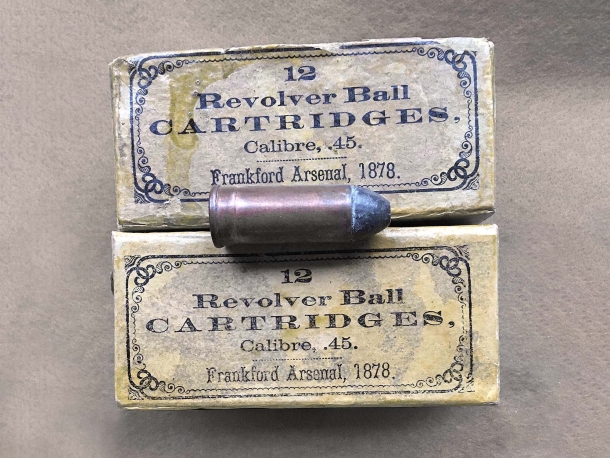 12
Revolver Ball
CARTRIDGES,
Calibre, .45.
Frankford Arsenal, 1878.
12
Revolver Ball
CARTRIDGES,
Calibre, .45.
Frankford Arsenal, 1878.